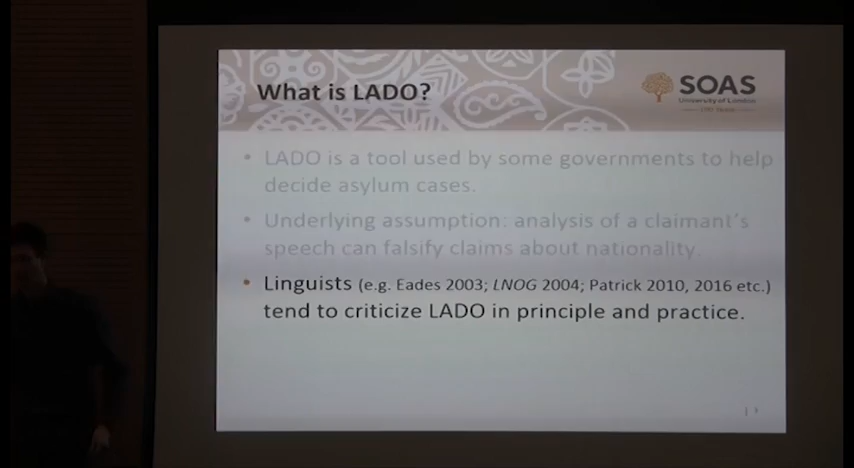 What is LADO?
SOAS
University of London
• LADO is a tool used by some governments to help
decide asylum cases.
• Underlying assumption: analysis of a claimant's
speech can falsify claims about nationality.
• Linguists (e.g. Eades 2003; LNOG 2004; Patrick 2010, 2016 etc.)
tend to criticize LADO in principle and practice.